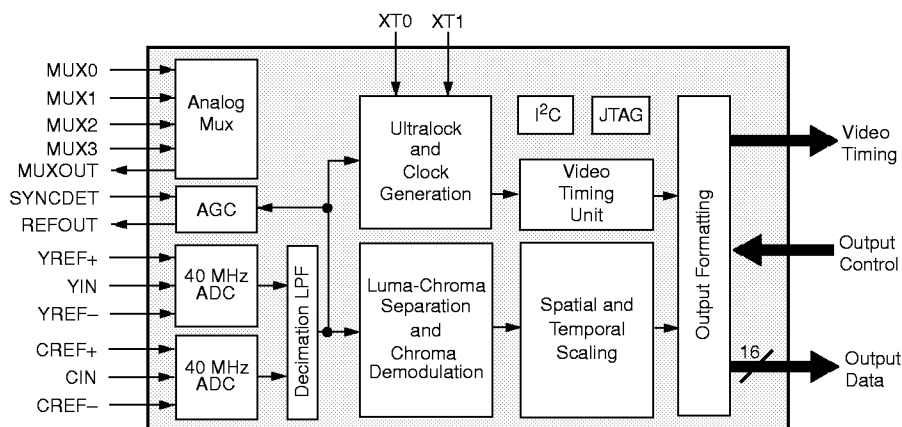 XT0 XT1
MUX0
MUX1
MUX2
MUX3
MUXOUT
SYNCDET
REFOUT
YREF+
YIN
YREF–
CREF+
CIN
CREF–
Analog
Mux
AGC
40 MHz
ADC
40 MHz
ADC
Decimation LPF
Ultralock
and
Clock
Generation
Luma-Chroma
Separation
and
Chroma
Demodulation
I²C
JTAG
Video
Timing
Unit
Spatial and
Temporal
Scaling
Output Formatting
Video
Timing
Output
Control
16
Output
Data